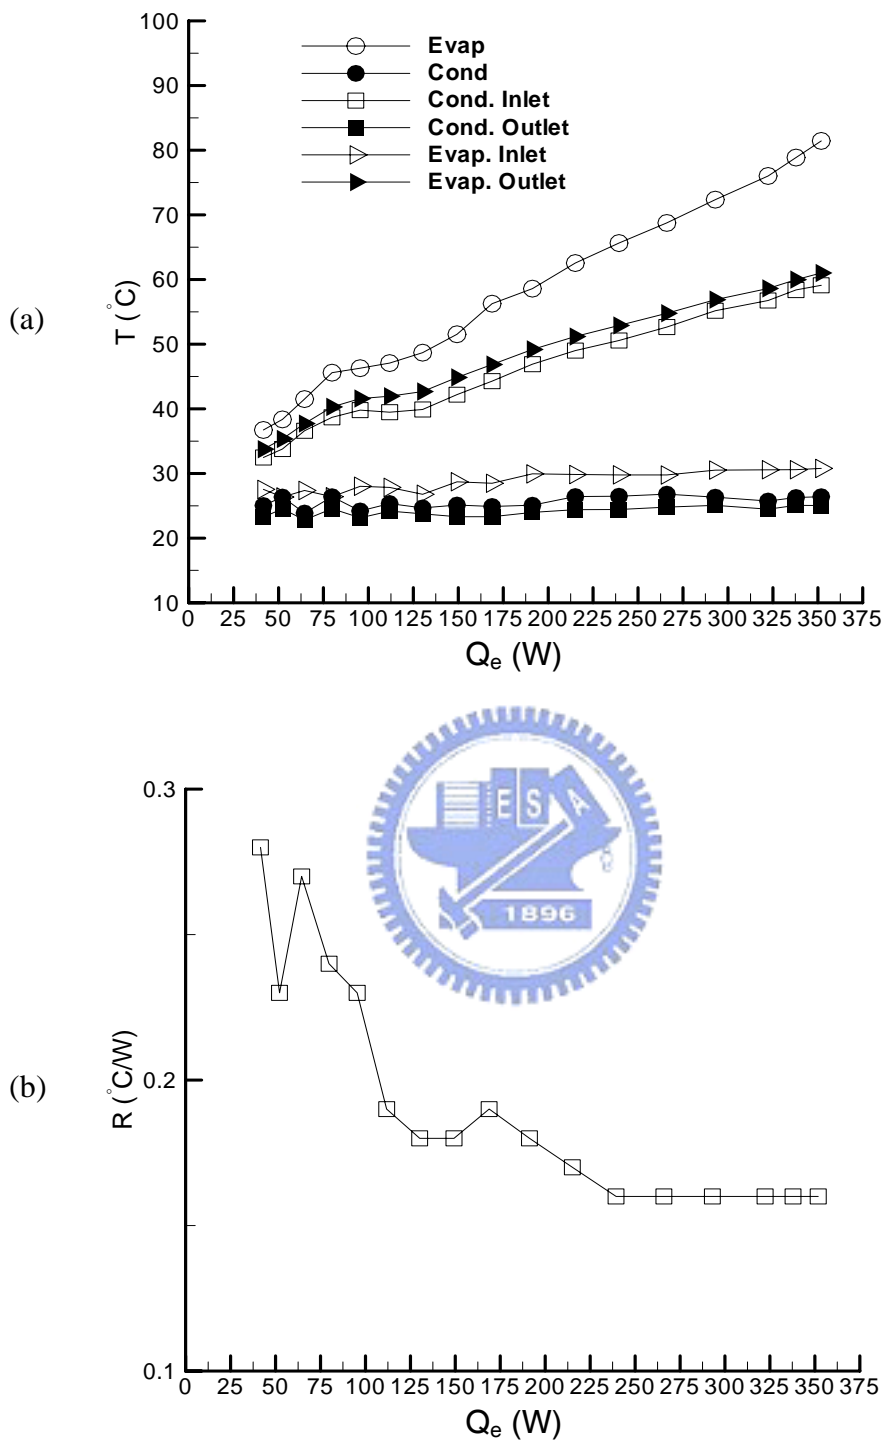 (a)
T (°C)
100
90
80
70
60
50
40
30
20
10
Evap
Cond
Cond. Inlet
Cond. Outlet
Evap. Inlet
Evap. Outlet
0 25 50 75 100 125 150 175 200 225 250 275 300 325 350 375
Qe (W)
(b)
R (°C/W)
0.3
0.2
0.1
E S A
1896
0 25 50 75 100 125 150 175 200 225 250 275 300 325 350 375
Qe (W)